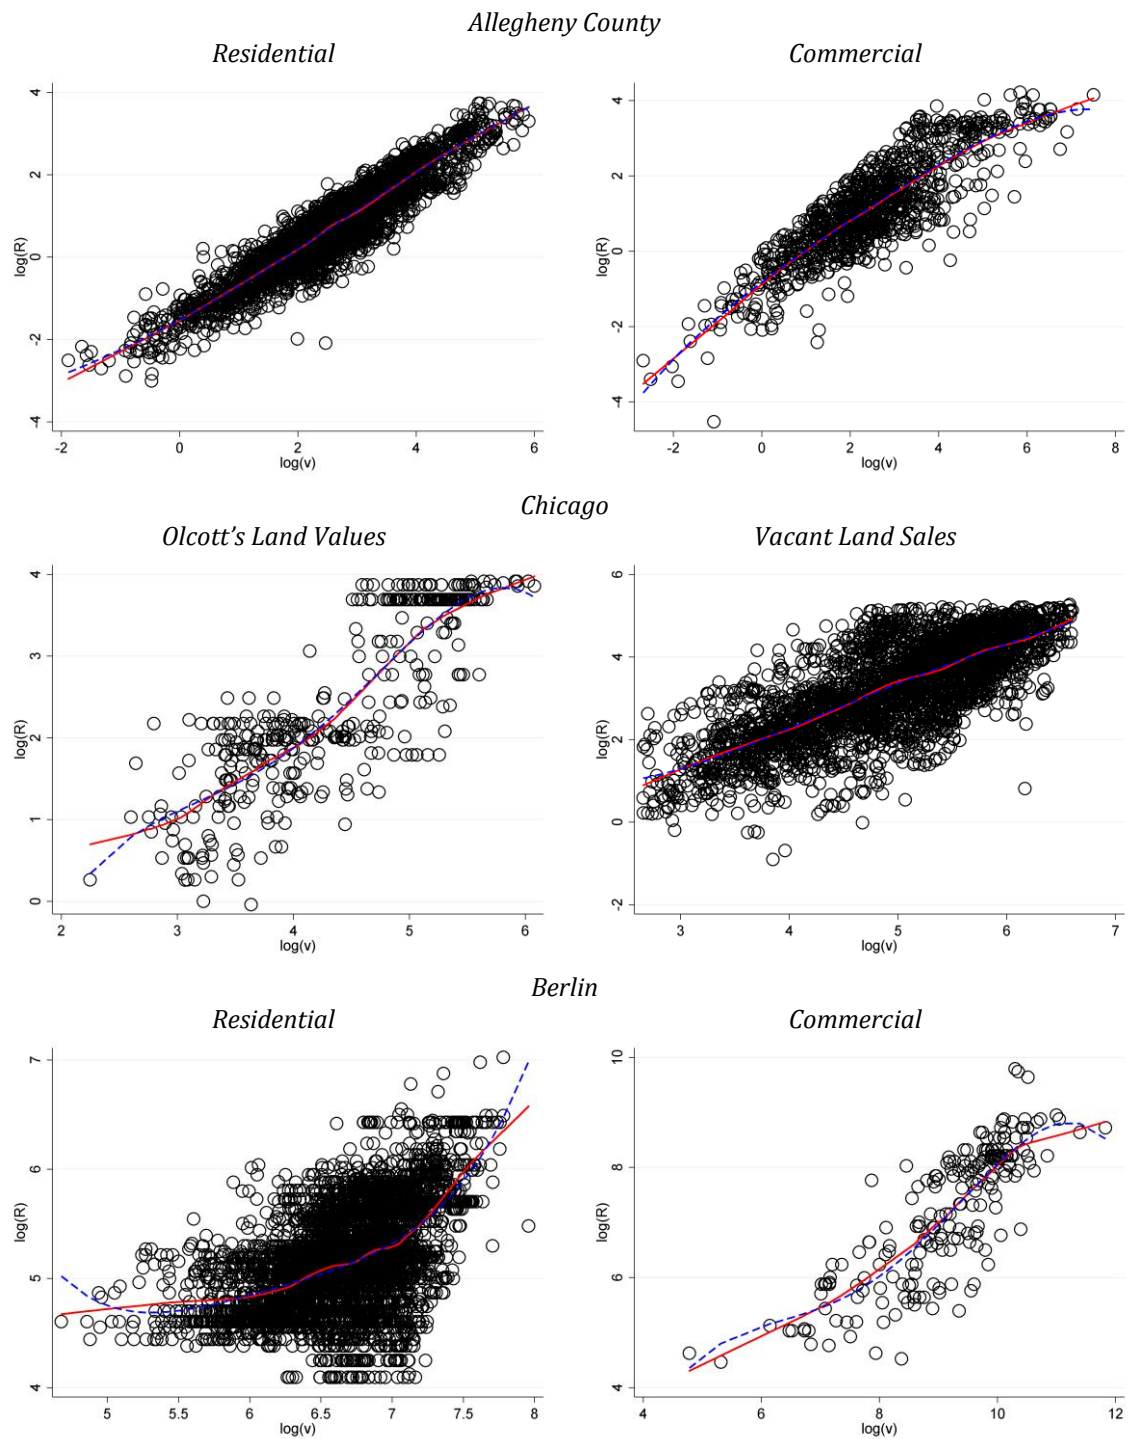 Allegheny County
Residential
Commercial
4
2
0
-2
-4
log(R)
-2 0 2 4 6
log(v)
4
2
0
-2
-4
log(R)
-2 0 2 4 6 8
log(v)
Chicago
Olcott's Land Values
Vacant Land Sales
4
3
2
1
0
log(R)
2 3 4 5 6
log(v)
6
4
2
0
-2
log(R)
3 4 5 6 7
log(v)
Berlin
Residential
Commercial
7
6
5
4
log(R)
5 5.5 6 6.5 7 7.5 8
log(v)
10
8
6
4
log(R)
4 6 8 10 12
log(v)